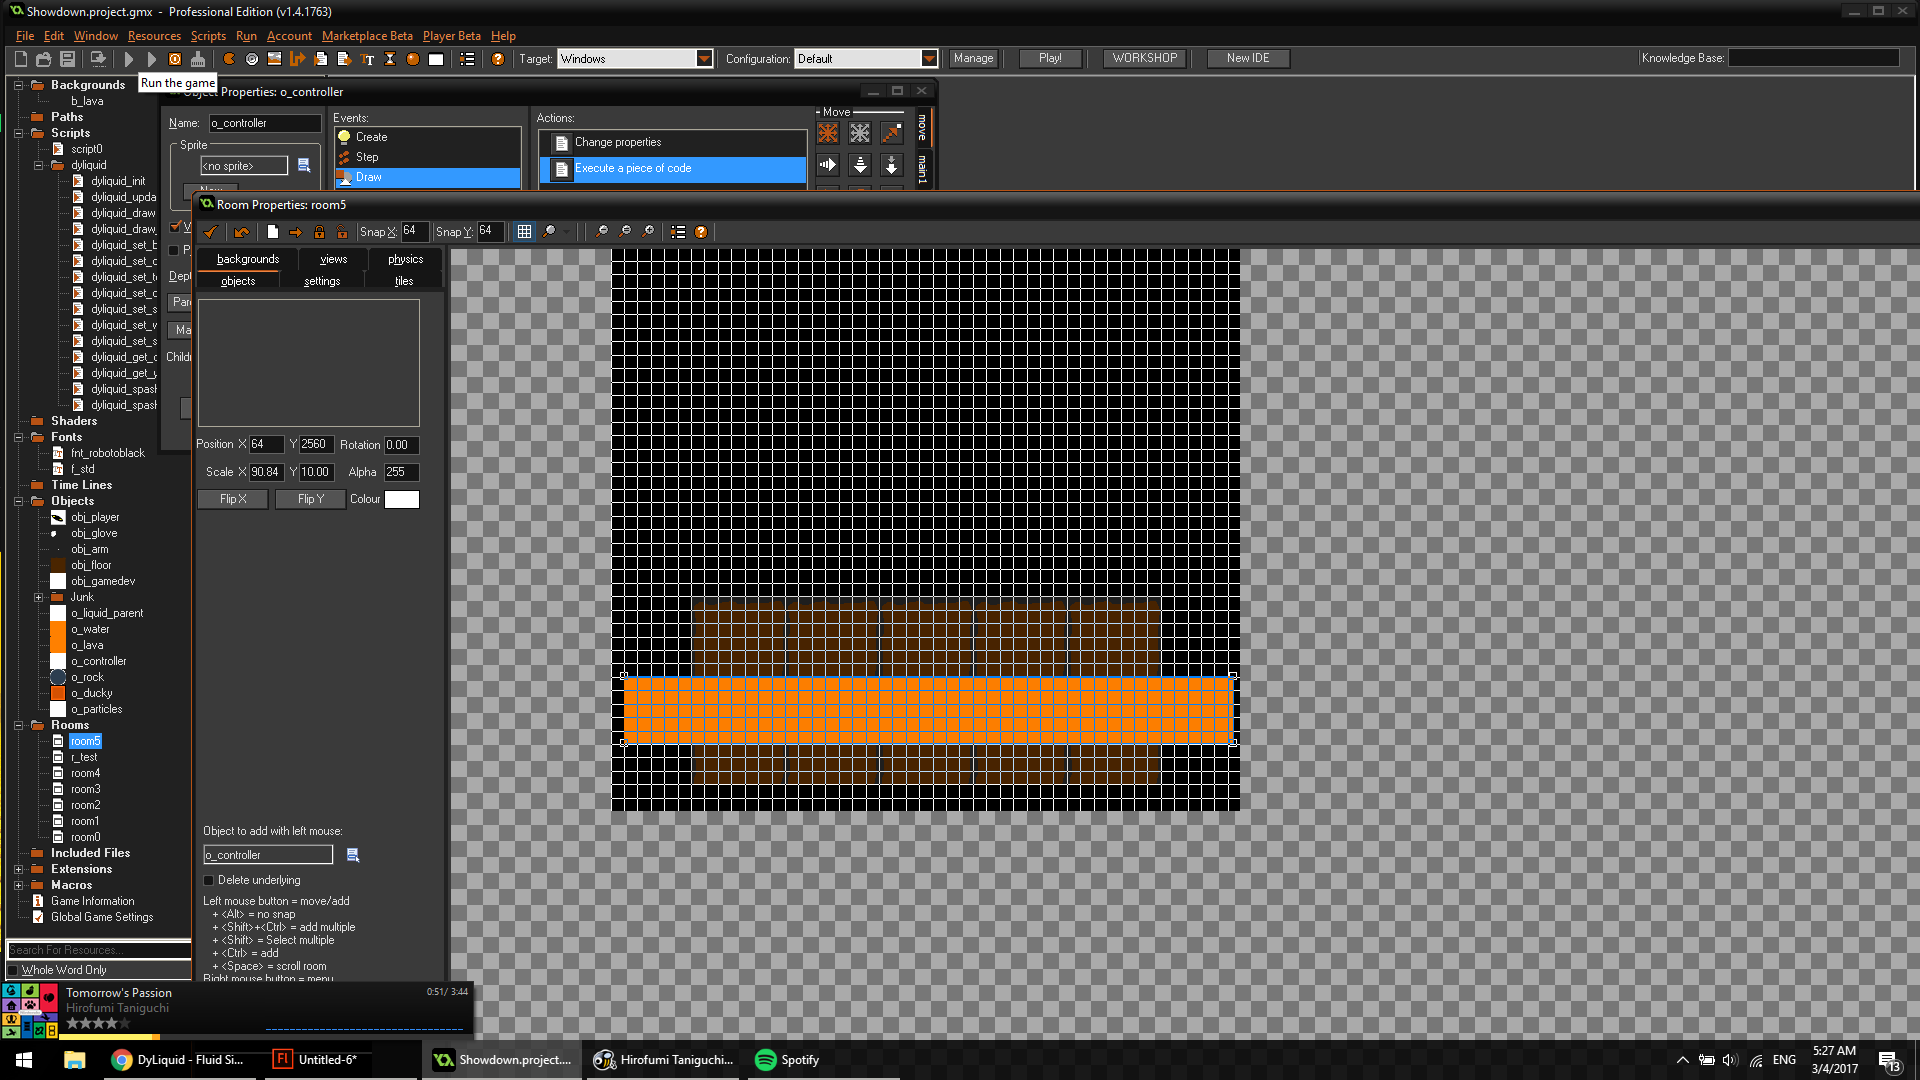 Showdown.project.gmx - Professional Edition (v1.4.1763)
File Edit Window Resources Scripts Run Account Marketplace Beta Player Beta Help
Target: Windows Configuration: Default Manage Play! WORKSHOP New IDE Knowledge Base:
Run the game
Backgrounds
b_lava
Paths
Scripts
script0
dyliquid
dyliquid_init
dyliquid_upda
dyliquid_draw
dyliquid_draw_
dyliquid_set_b
dyliquid_set_c
dyliquid_set_t
dyliquid_set_c
dyliquid_set_s
dyliquid_set_v
dyliquid_set_s
dyliquid_get_c
dyliquid_get_y
dyliquid_spash
dyliquid_spash
Shaders
Fonts
fnt_robotoblack
f_std
Time Lines
Objects
obj_player
obj_glove
obj_arm
obj_floor
obj_gamedev
Junk
o_liquid_parent
o_water
o_lava
o_controller
o_rock
o_ducky
o_particles
Rooms
room5
r_test
room4
room3
room2
room1
room0
Included Files
Extensions
Macros
Game Information
Global Game Settings
Search For Resources...
Whole Word Only
Object Properties: o_controller
Name: o_controller
Sprite
<no sprite>
New
Dept
Par
Ma
Childr
Events:
Create
Step
Draw
Actions:
Change properties
Execute a piece of code
Move
move
main1
Room Properties: room5
Snap X: 64 Snap Y: 64
backgrounds views physics
objects settings tiles
Position X 64 Y 2560 Rotation 0.00
Scale X 90.84 Y 10.00 Alpha 255
Flip X Flip Y Colour
Object to add with left mouse:
o_controller
Delete underlying
Left mouse button = move/add
+ <Alt> = no snap
+ <Shift>+<Ctrl> = add multiple
+ <Shift> = Select multiple
+ <Ctrl> = add
+ <Space> = scroll room
Right mouse button = menu
Tomorrow's Passion 0:51/ 3:44
Hirofumi Taniguchi
DyLiquid - Fluid Si... Untitled-6* Showdown.project.... Hirofumi Taniguchi... Spotify
ENG
5:27 AM
3/4/2017
13